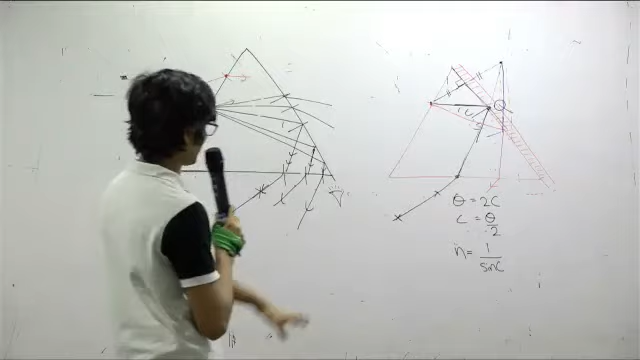 θ = 2C
C = θ/2
n = 1/sinC